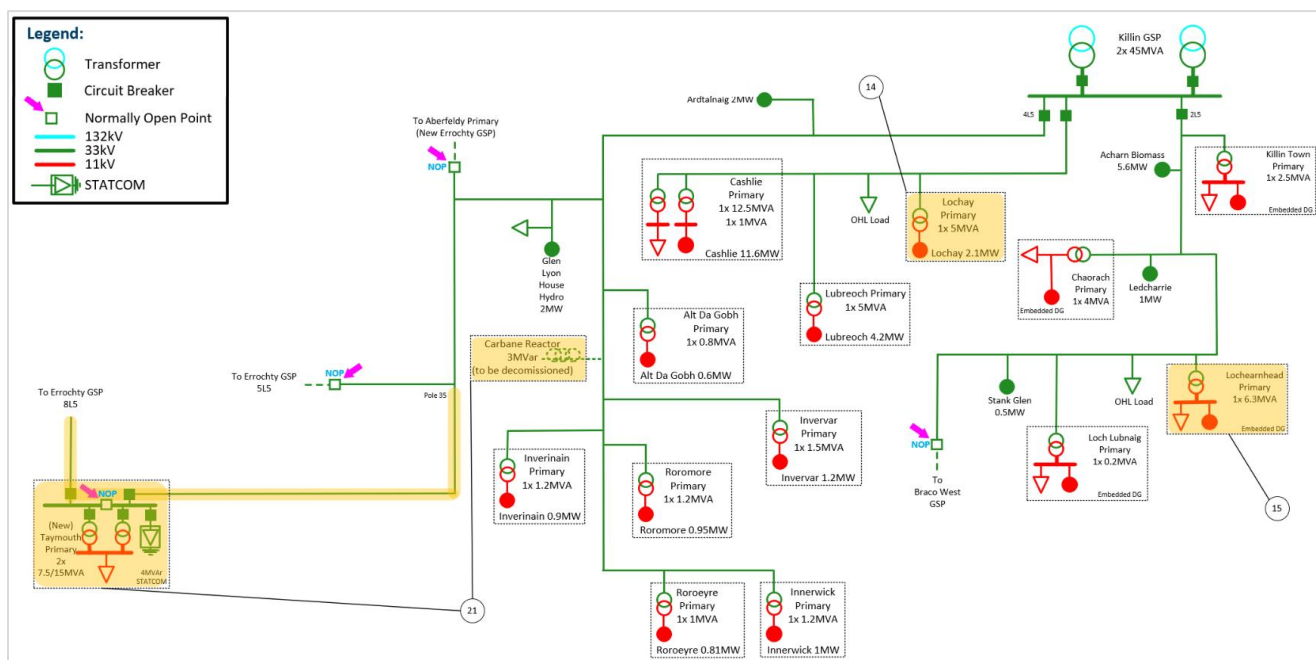 Legend:
Transformer
Circuit Breaker
Normally Open Point
132kV
33kV
11kV
STATCOM
Killin GSP
2x 45MVA
14
Ardtalnaig 2MW
4L5
2L5
To Aberfeldy Primary
(New Errochty GSP)
NOP
Acharn Biomass
5.6MW
Killin Town
Primary
1x 2.5MVA
Embedded DG
Cashlie
Primary
1x 12.5MVA
1x 1MVA
Cashlie 11.6MW
OHL Load
Lochay
Primary
1x 5MVA
Lochay 2.1MW
Glen
Lyon
House
Hydro
2MW
Chaorach
Primary
1x 4MVA
Embedded DG
Ledcharrie
1MW
Lubreoch Primary
1x 5MVA
Lubreoch 4.2MW
Alt Da Gobh
Primary
1x 0.8MVA
Alt Da Gobh 0.6MW
Carbane Reactor
3MVar
(to be decomissioned)
To Errochty GSP
5L5
NOP
Pole 35
To Errochty GSP
8L5
Stank Glen
0.5MW
OHL Load
Lochearnhead
Primary
1x 6.3MVA
Embedded DG
Loch Lubnaig
Primary
1x 0.2MVA
Embedded DG
NOP
To
Braco West
GSP
15
Invervar
Primary
1x 1.5MVA
Invervar 1.2MW
Inverinain
Primary
1x 1.2MVA
Inverinain 0.9MW
Roromore
Primary
1x 1.2MVA
Roromore 0.95MW
NOP
(New)
Taymouth
Primary
2x
7.5/15MVA
4MVAr
STATCOM
21
Roroeyre
Primary
1x 1MVA
Roroeyre 0.81MW
Innerwick
Primary
1x 1.2MVA
Innerwick 1MW